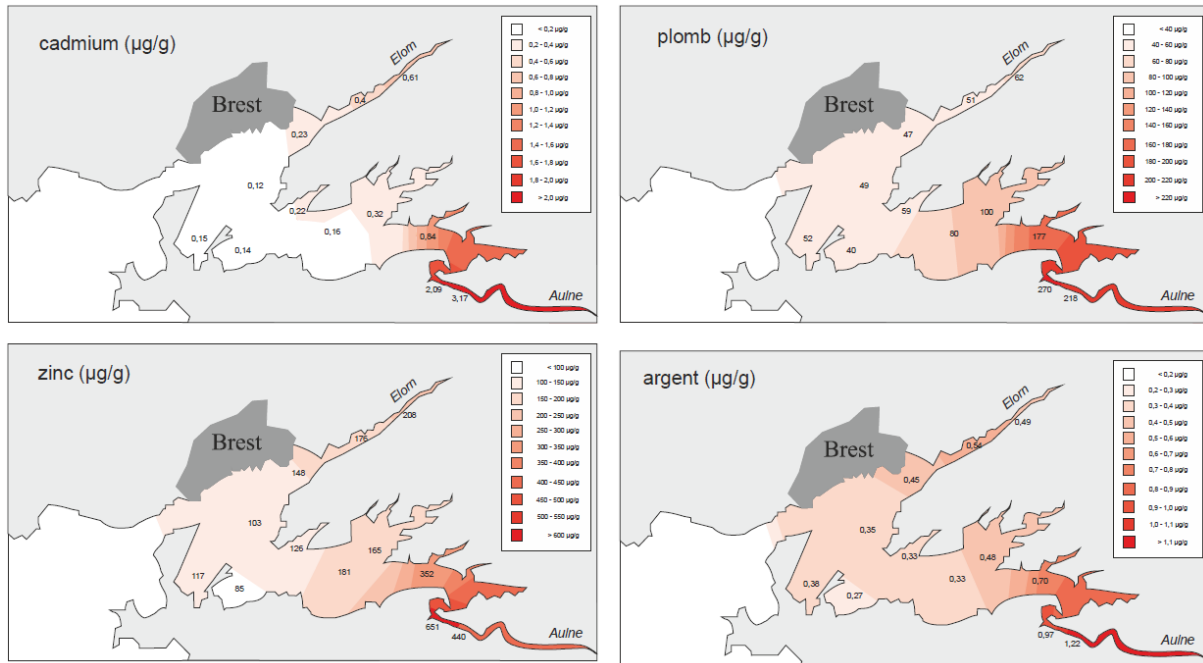 cadmium (µg/g)
< 0,2 µg/g
0,2 - 0,4 µg/g
0,4 - 0,6 µg/g
0,6 - 0,8 µg/g
0,8 - 1,0 µg/g
1,0 - 1,2 µg/g
1,2 - 1,4 µg/g
1,4 - 1,6 µg/g
1,6 - 1,8 µg/g
1,8 - 2,0 µg/g
> 2,0 µg/g
Elorn
0,61
0,4
Brest
0,23
0,12
0,22
0,32
0,16
0,15
0,14
0,84
2,09
3,17
Aulne
plomb (µg/g)
< 40 µg/g
40 - 60 µg/g
60 - 80 µg/g
80 - 100 µg/g
100 - 120 µg/g
120 - 140 µg/g
140 - 160 µg/g
160 - 180 µg/g
180 - 200 µg/g
200 - 220 µg/g
> 220 µg/g
Elorn
62
51
Brest
47
49
59
100
52
40
80
177
270
218
Aulne
zinc (µg/g)
< 100 µg/g
100 - 150 µg/g
150 - 200 µg/g
200 - 250 µg/g
250 - 300 µg/g
300 - 350 µg/g
350 - 400 µg/g
400 - 450 µg/g
450 - 500 µg/g
500 - 550 µg/g
> 600 µg/g
Elorn
208
176
Brest
148
103
126
165
117
85
181
352
651
440
Aulne
argent (µg/g)
< 0,2 µg/g
0,2 - 0,3 µg/g
0,3 - 0,4 µg/g
0,4 - 0,5 µg/g
0,5 - 0,6 µg/g
0,6 - 0,7 µg/g
0,7 - 0,8 µg/g
0,8 - 0,9 µg/g
0,9 - 1,0 µg/g
1,0 - 1,1 µg/g
> 1,1 µg/g
Elorn
0,49
0,54
Brest
0,45
0,35
0,33
0,48
0,38
0,27
0,33
0,70
0,97
1,22
Aulne